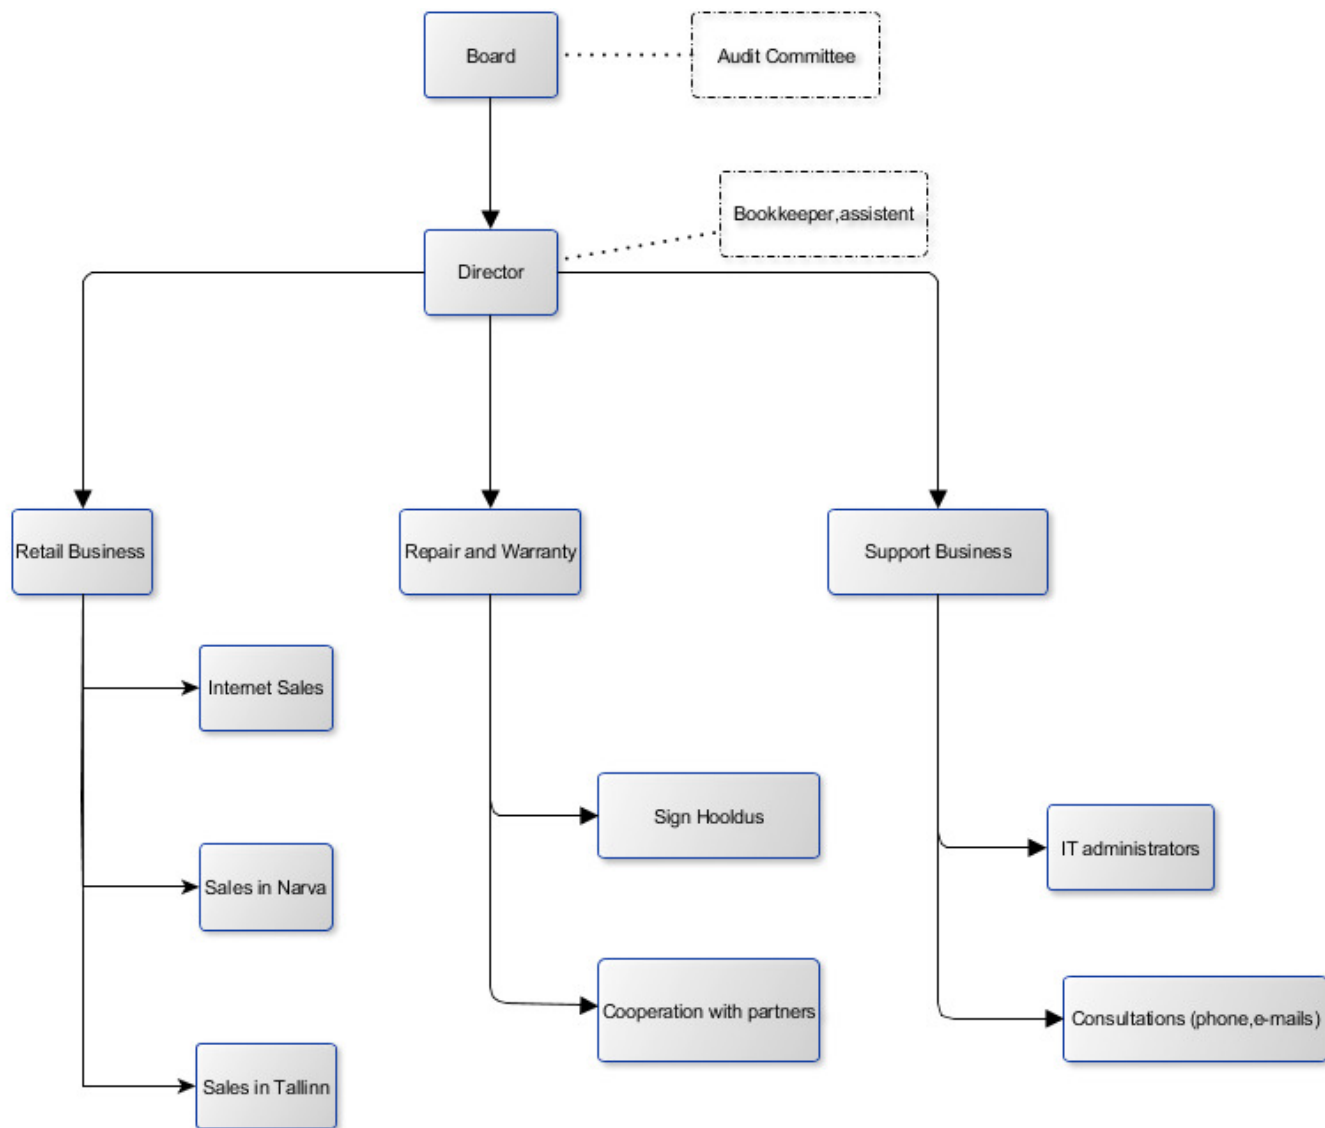 Board
Audit Committee
Bookkeeper,assistent
Director
Retail Business
Repair and Warranty
Support Business
Internet Sales
Sign Hooldus
IT administrators
Sales in Narva
Cooperation with partners
Consultations (phone,e-mails)
Sales in Tallinn